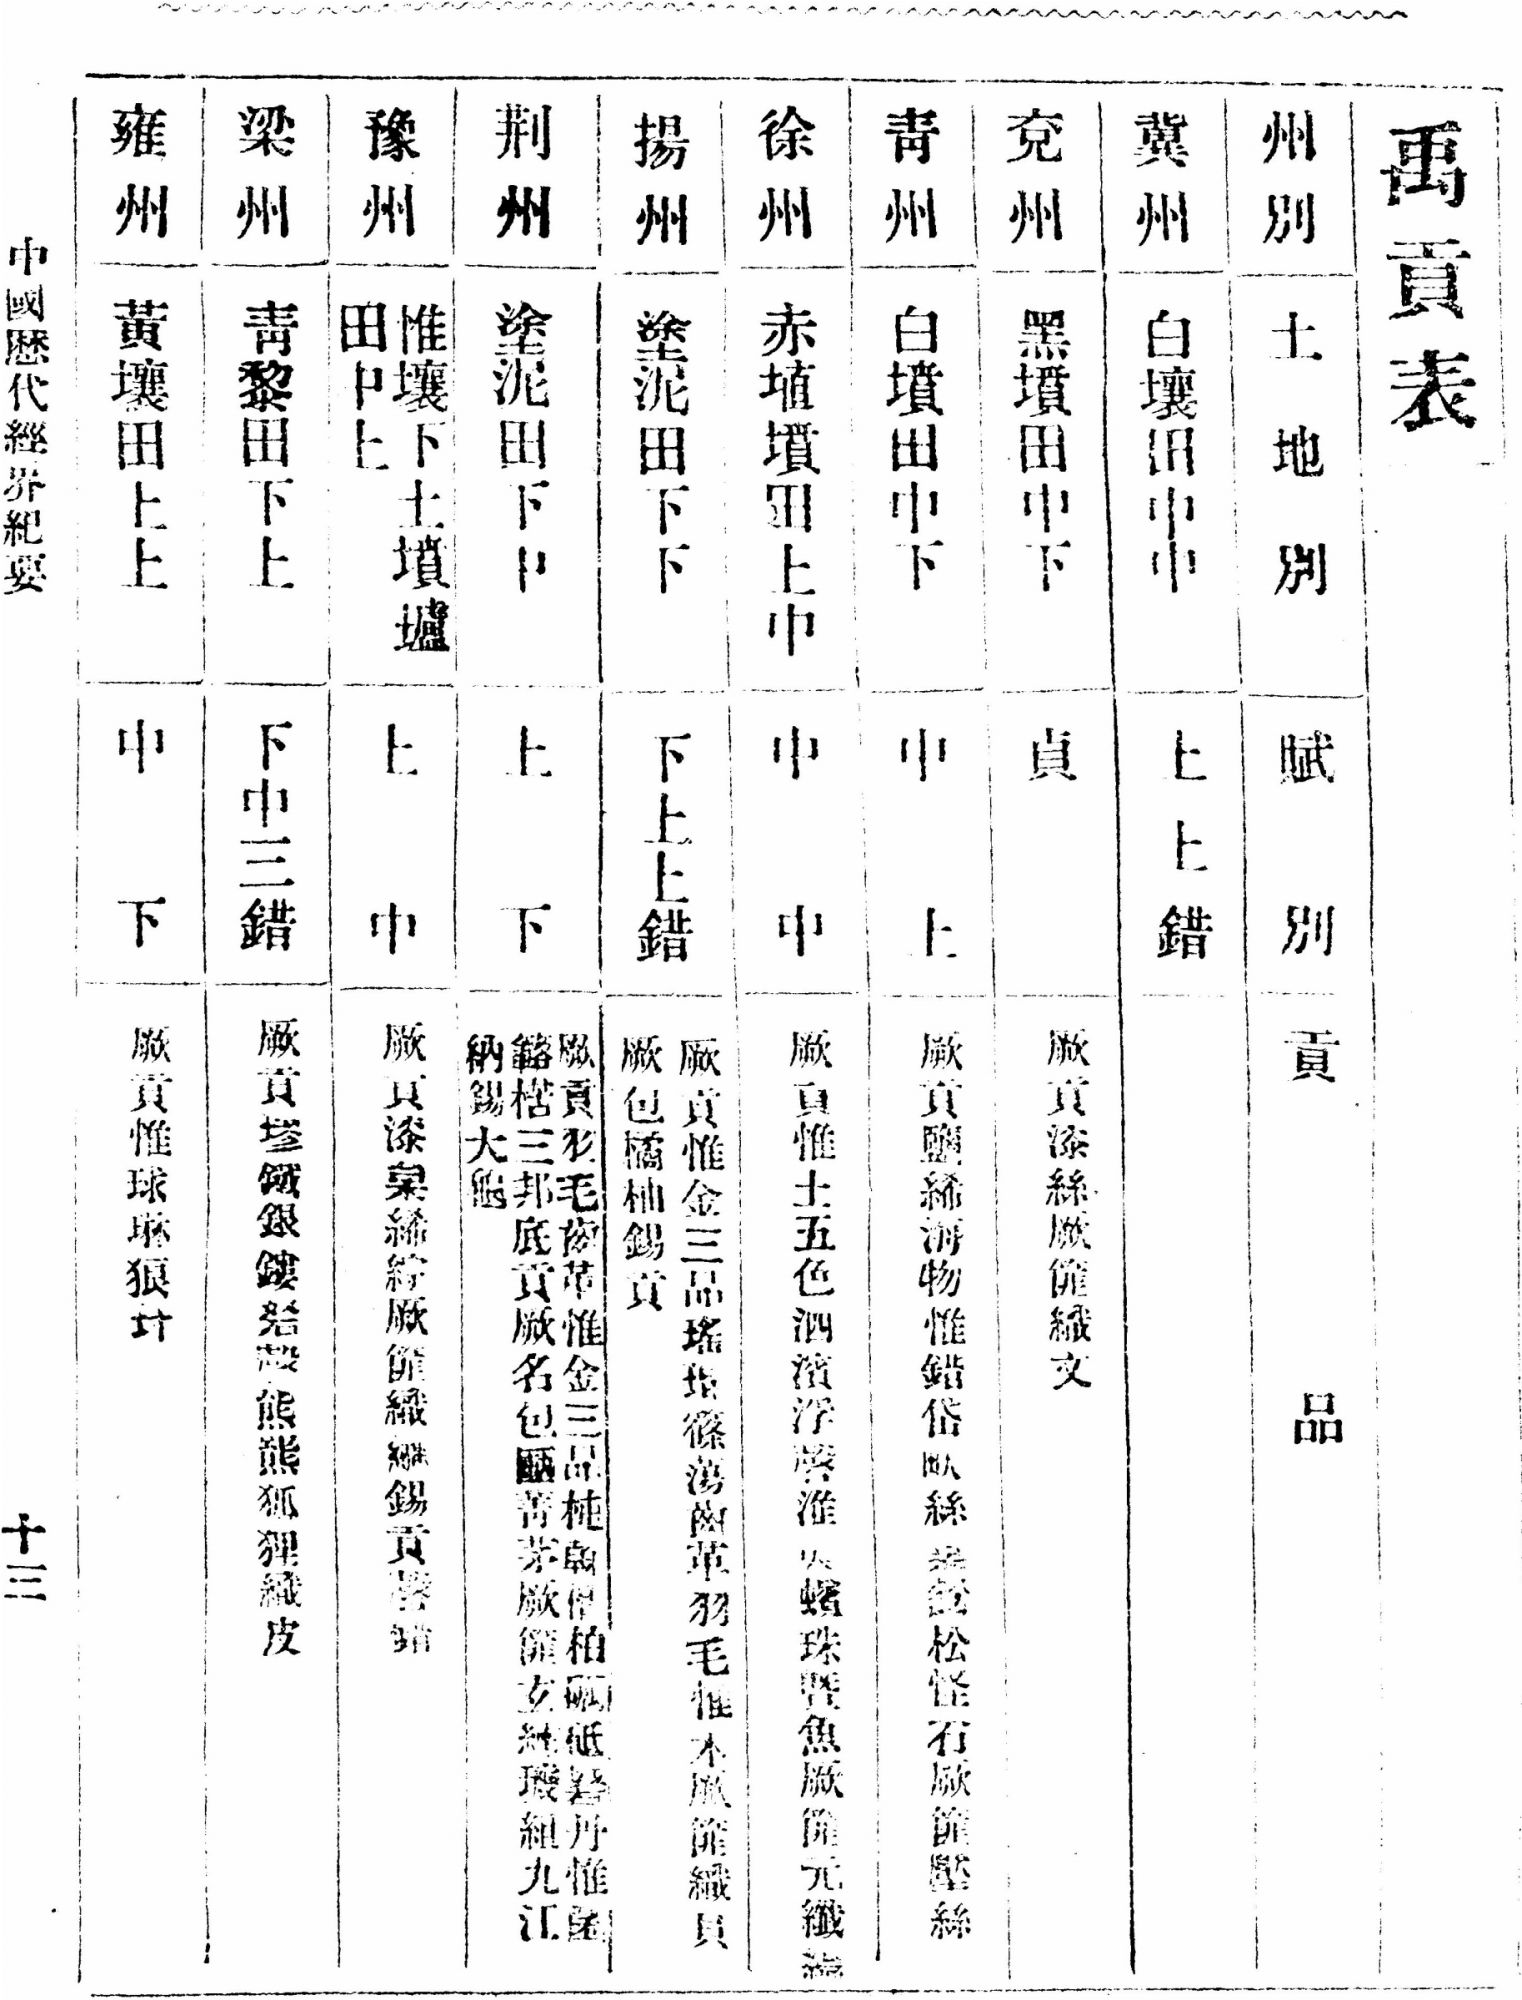 禹貢表
州別
土地別
賦別
貢品
冀州
白壤田中中
上上錯
兗州
黑墳田中下
貞
厥貢漆絲厥篚織文
青州
白墳田中下
中上
厥貢鹽絺海物惟錯岱畎絲枲鉛松怪石厥篚檿絲
徐州
赤埴墳田上中
中中
厥貢惟土五色泗濱浮磬淮夷蠙珠曁魚厥篚元纖縞
揚州
塗泥田下下
下上上錯
厥貢惟金三品瑤琨篠蕩齒革羽毛惟木厥篚織貝
厥包橘柚錫貢
荆州
塗泥田下中
上下
厥貢羽毛齒革惟金三品杶榦栝柏礪砥砮丹惟箘
簵楛三邦底貢厥名包匭菁茅厥篚玄纁璣組九江
納錫大龜
豫州
惟壤下土墳壚
田中上
上中
厥貢漆枲絺紵厥篚纖纊錫貢磬錯
梁州
青黎田下上
下中三錯
厥貢璆鐵銀鏤砮磬熊熊狐狸織皮
雍州
黃壤田上上
中下
厥貢惟球琳狼玕
中國歷代經界紀要
十三